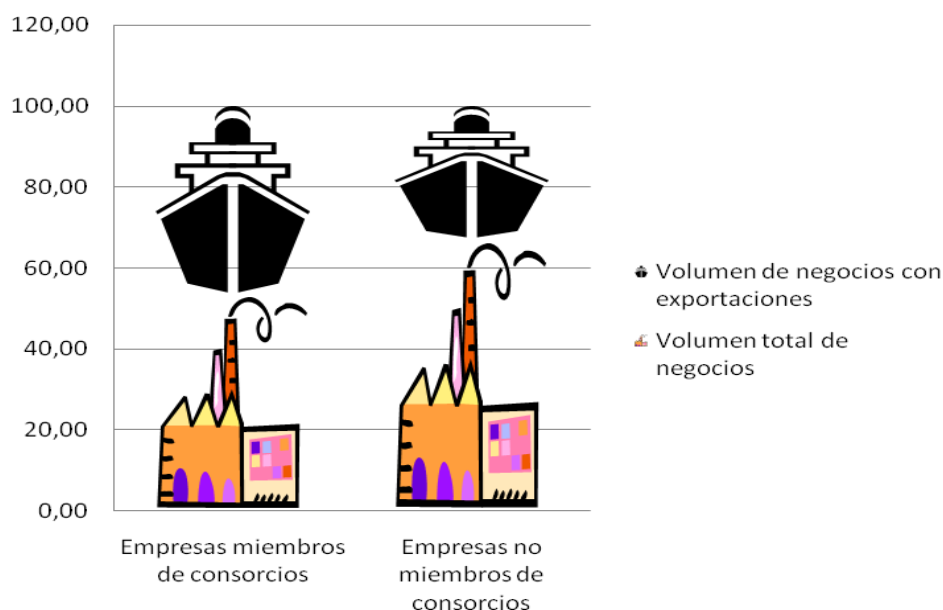 120,00
100,00
80,00
60,00
40,00
20,00
0,00
Empresas miembros
de consorcios
Empresas no
miembros de
consorcios
Volumen de negocios con
exportaciones
Volumen total de
negocios